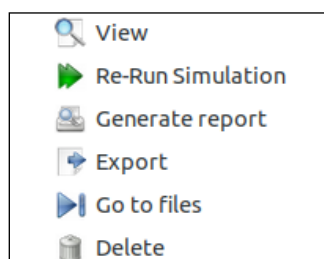 View
Re-Run Simulation
Generate report
Export
Go to files
Delete